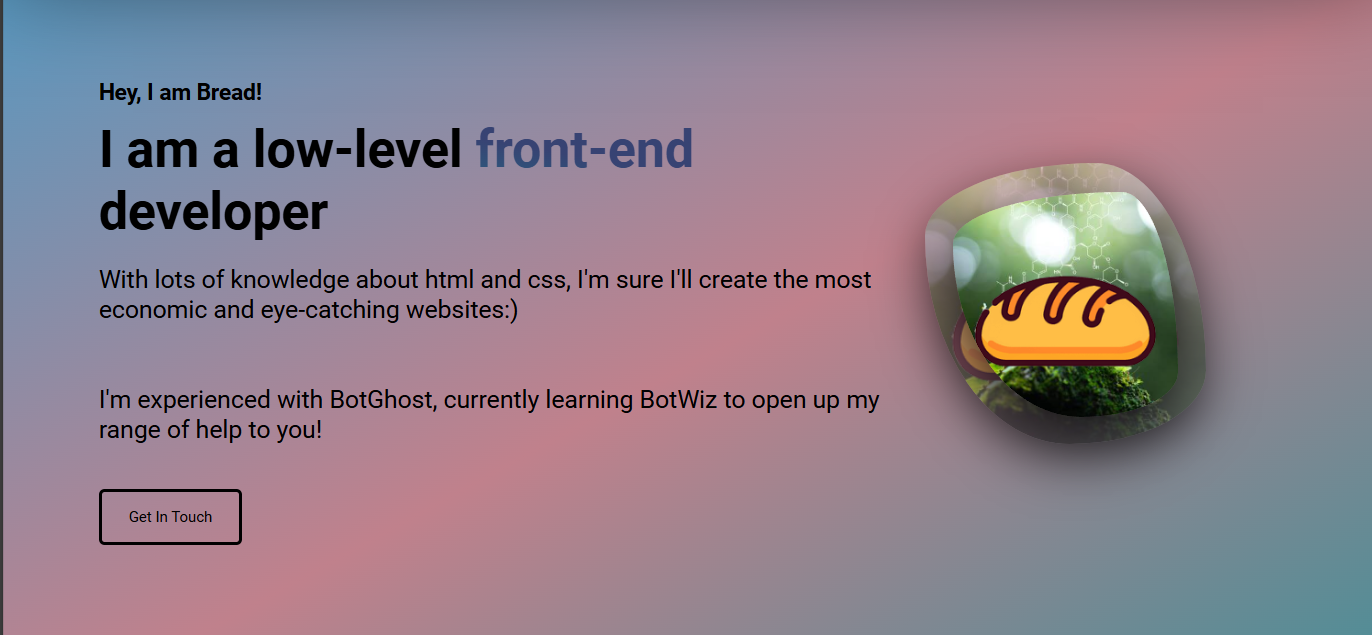 Hey, I am Bread!
I am a low-level front-end
developer
With lots of knowledge about html and css, I'm sure I'll create the most
economic and eye-catching websites:)
I'm experienced with BotGhost, currently learning BotWiz to open up my
range of help to you!
Get In Touch